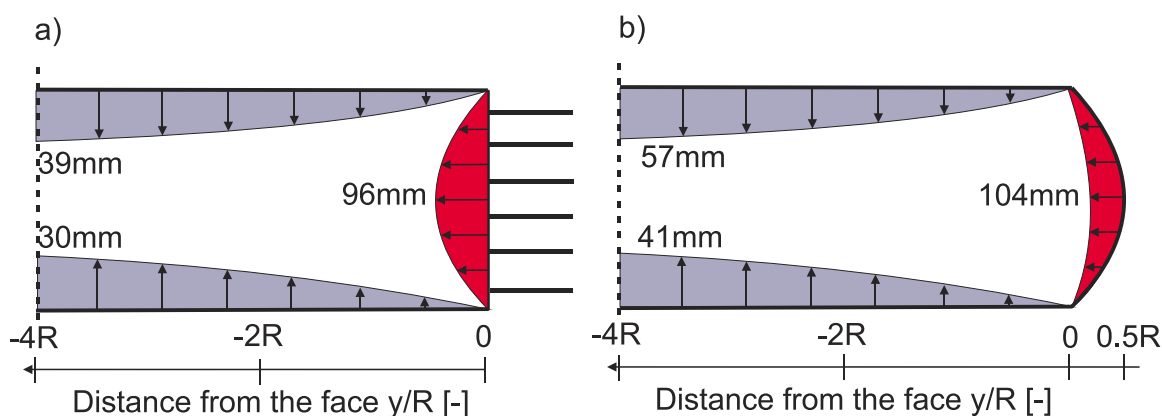 a)
39mm
96mm
30mm
-4R -2R 0
Distance from the face y/R [-]
b)
57mm
104mm
41mm
-4R -2R 0 0.5R
Distance from the face y/R [-]